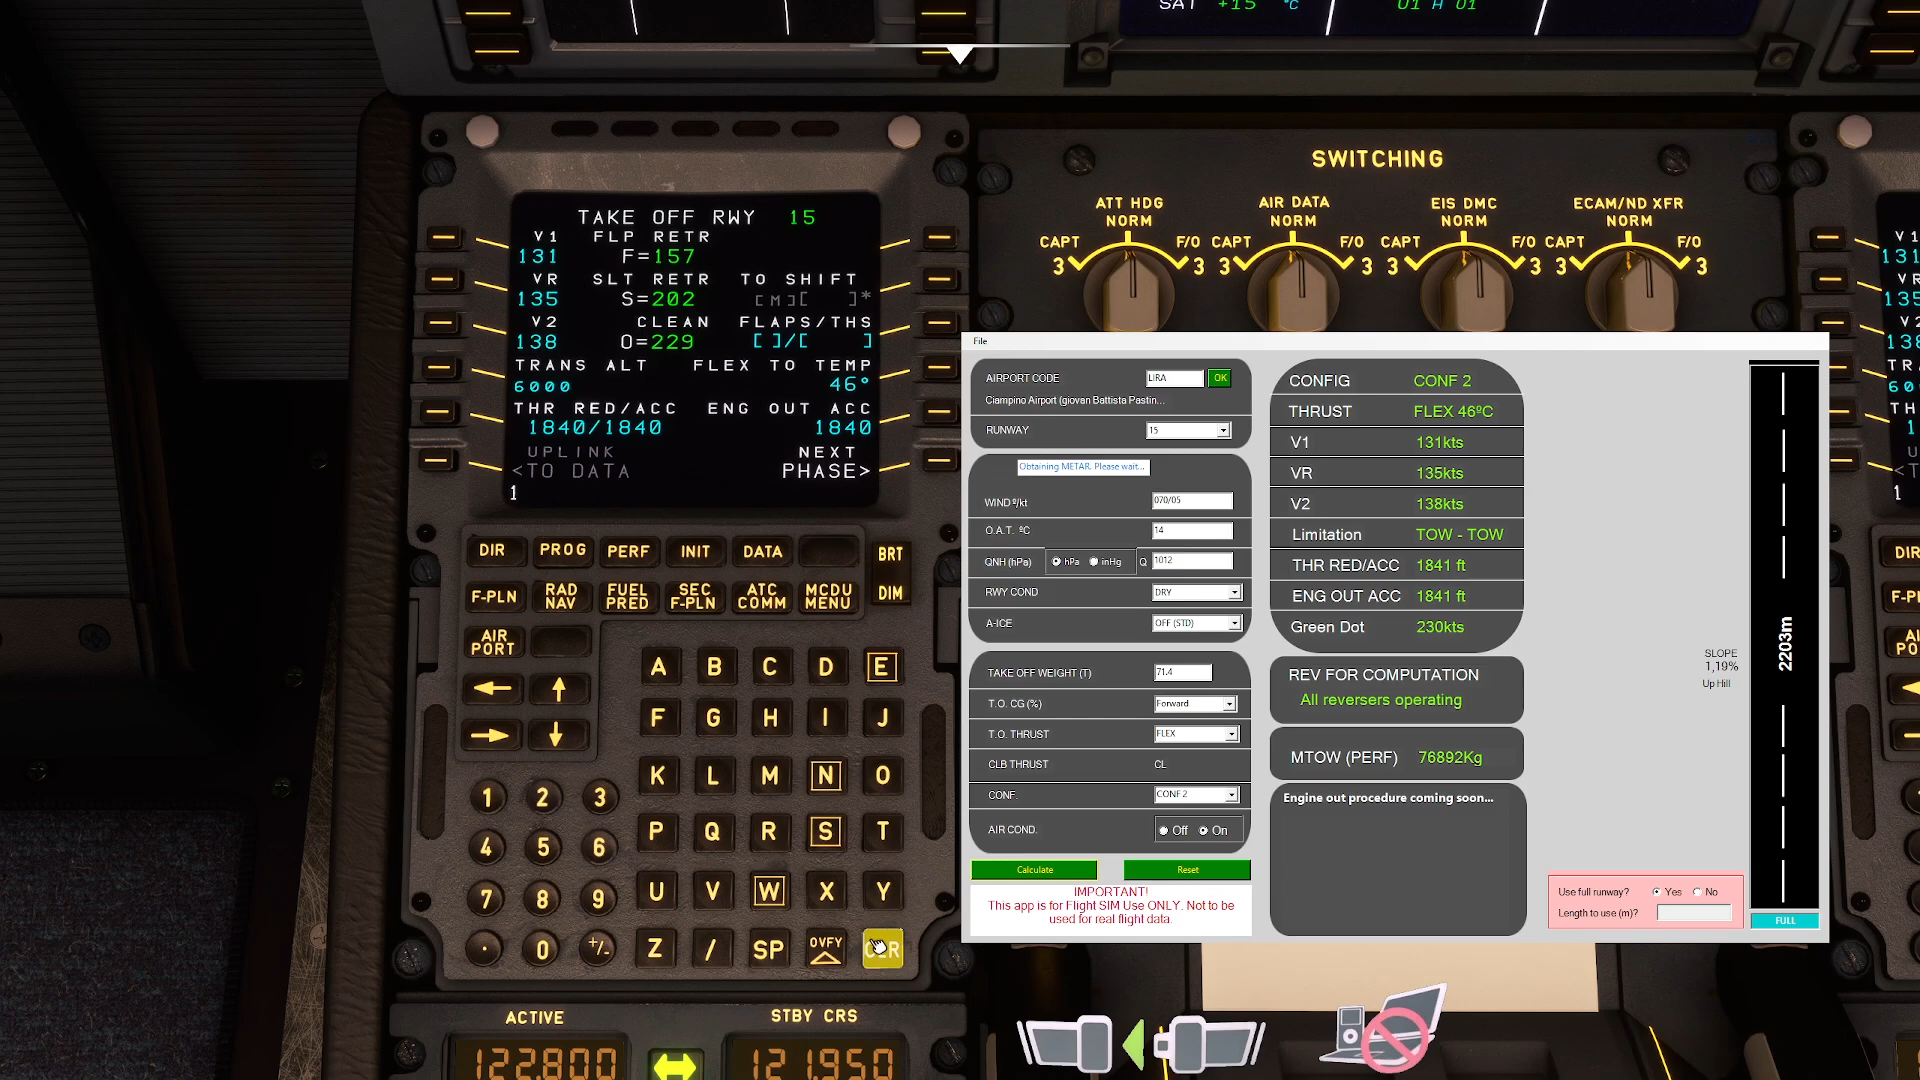 SAT +15 °C
01 H 01
TAKE OFF RWY 15
V1 FLP RETR
131 F=157
VR SLT RETR TO SHIFT
135 S=202 [M][ ]*
V2 CLEAN FLAPS/THS
138 O=229 [ ]/[ ]
TRANS ALT FLEX TO TEMP
6000 46°
THR RED/ACC ENG OUT ACC
1840/1840 1840
UPLINK NEXT
<TO DATA PHASE>
1
DIR PROG PERF INIT DATA
BRT
DIM
F-PLN RAD NAV FUEL PRED SEC F-PLN ATC COMM MCDU MENU
AIR PORT
A B C D E
F G H I J
K L M N O
P Q R S T
U V W X Y
Z / SP OVFY CLR
1 2 3
4 5 6
7 8 9
. 0 +/-
ACTIVE STBY CRS
122.800 121.950
SWITCHING
ATT HDG AIR DATA EIS DMC ECAM/ND XFR
NORM NORM NORM NORM
CAPT F/O CAPT F/O CAPT F/O CAPT F/O
3 3 3 3 3 3 3 3
File
AIRPORT CODE LIRA OK
Ciampino Airport (giovan Battista Pastin...
RUNWAY 15
Obtaining METAR. Please wait...
WIND º/kt 070/05
O.A.T. ºC 14
QNH (hPa) hPa inHg Q 1012
RWY COND DRY
A-ICE OFF (STD)
TAKE OFF WEIGHT (T) 71.4
T.O. CG (%) Forward
T.O. THRUST FLEX
CLB THRUST CL
CONF. CONF 2
AIR COND. Off On
Calculate Reset
IMPORTANT!
This app is for Flight SIM Use ONLY. Not to be
used for real flight data.
CONFIG CONF 2
THRUST FLEX 46ºC
V1 131kts
VR 135kts
V2 138kts
Limitation TOW - TOW
THR RED/ACC 1841 ft
ENG OUT ACC 1841 ft
Green Dot 230kts
REV FOR COMPUTATION
All reversers operating
MTOW (PERF) 76892Kg
Engine out procedure coming soon...
SLOPE
1,19%
Up Hill
2203m
Use full runway? Yes No
Length to use (m)?
FULL
V1
131
VR
V2
DIR